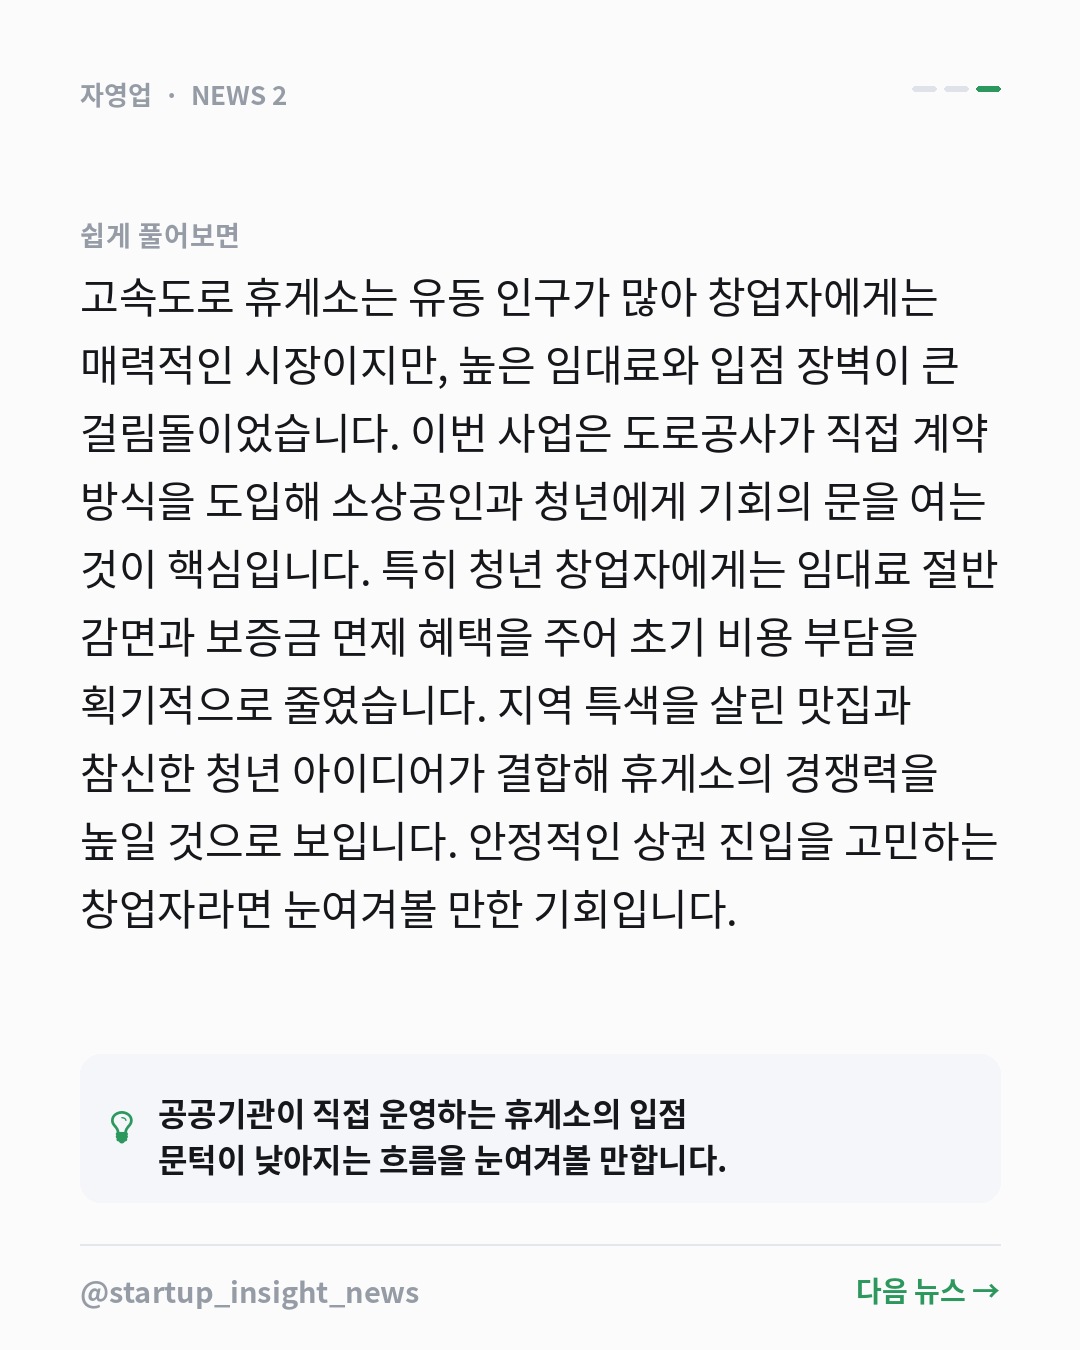 자영업 · NEWS 2
쉽게 풀어보면
고속도로 휴게소는 유동 인구가 많아 창업자에게는
매력적인 시장이지만, 높은 임대료와 입점 장벽이 큰
걸림돌이었습니다. 이번 사업은 도로공사가 직접 계약
방식을 도입해 소상공인과 청년에게 기회의 문을 여는
것이 핵심입니다. 특히 청년 창업자에게는 임대료 절반
감면과 보증금 면제 혜택을 주어 초기 비용 부담을
획기적으로 줄였습니다. 지역 특색을 살린 맛집과
참신한 청년 아이디어가 결합해 휴게소의 경쟁력을
높일 것으로 보입니다. 안정적인 상권 진입을 고민하는
창업자라면 눈여겨볼 만한 기회입니다.
공공기관이 직접 운영하는 휴게소의 입점
문턱이 낮아지는 흐름을 눈여겨볼 만합니다.
@startup_insight_news
다음 뉴스 →